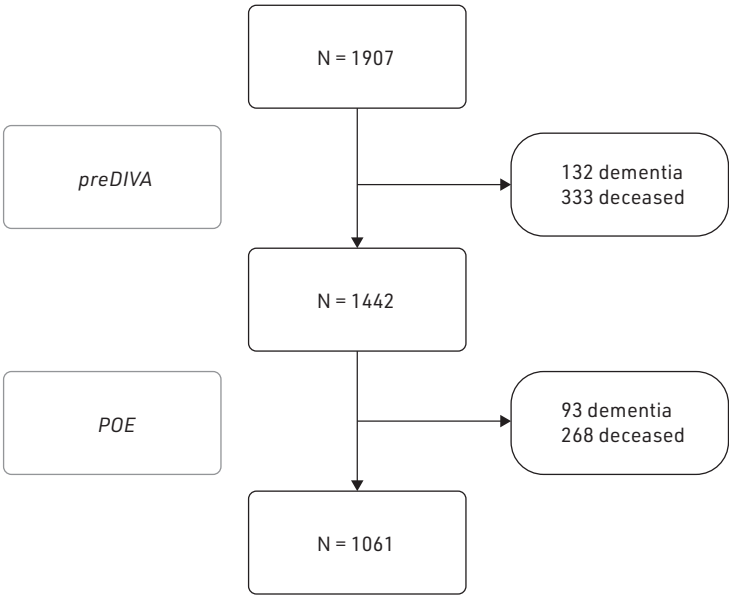 N = 1907
preDIVA
132 dementia
333 deceased
N = 1442
POE
93 dementia
268 deceased
N = 1061